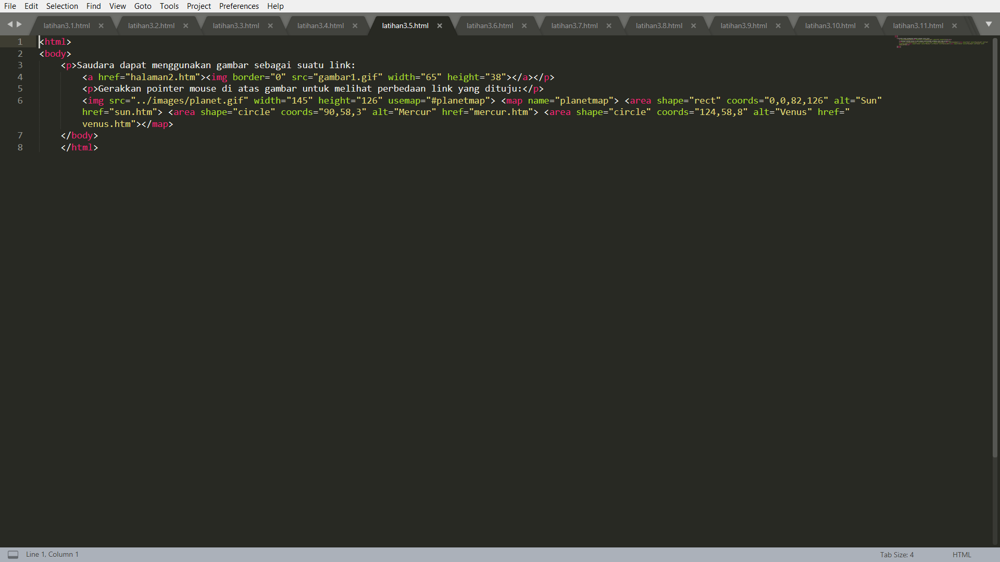 File Edit Selection Find View Goto Tools Project Preferences Help
latihan3.1.html latihan3.2.html latihan3.3.html latihan3.4.html latihan3.5.html latihan3.6.html latihan3.7.html latihan3.8.html latihan3.9.html latihan3.10.html latihan3.11.html
1 <html>
2 <body>
3 <p>Saudara dapat menggunakan gambar sebagai suatu link:
4 <a href="halaman2.htm"><img border="0" src="gambar1.gif" width="65" height="38"></a></p>
5 <p>Gerakkan pointer mouse di atas gambar untuk melihat perbedaan link yang dituju:</p>
6 <img src="../images/planet.gif" width="145" height="126" usemap="#planetmap"> <map name="planetmap"> <area shape="rect" coords="0,0,82,126" alt="Sun"
href="sun.htm"> <area shape="circle" coords="90,58,3" alt="Mercur" href="mercur.htm"> <area shape="circle" coords="124,58,8" alt="Venus" href="
venus.htm"></map>
7 </body>
8 </html>
Line 1, Column 1 Tab Size: 4 HTML